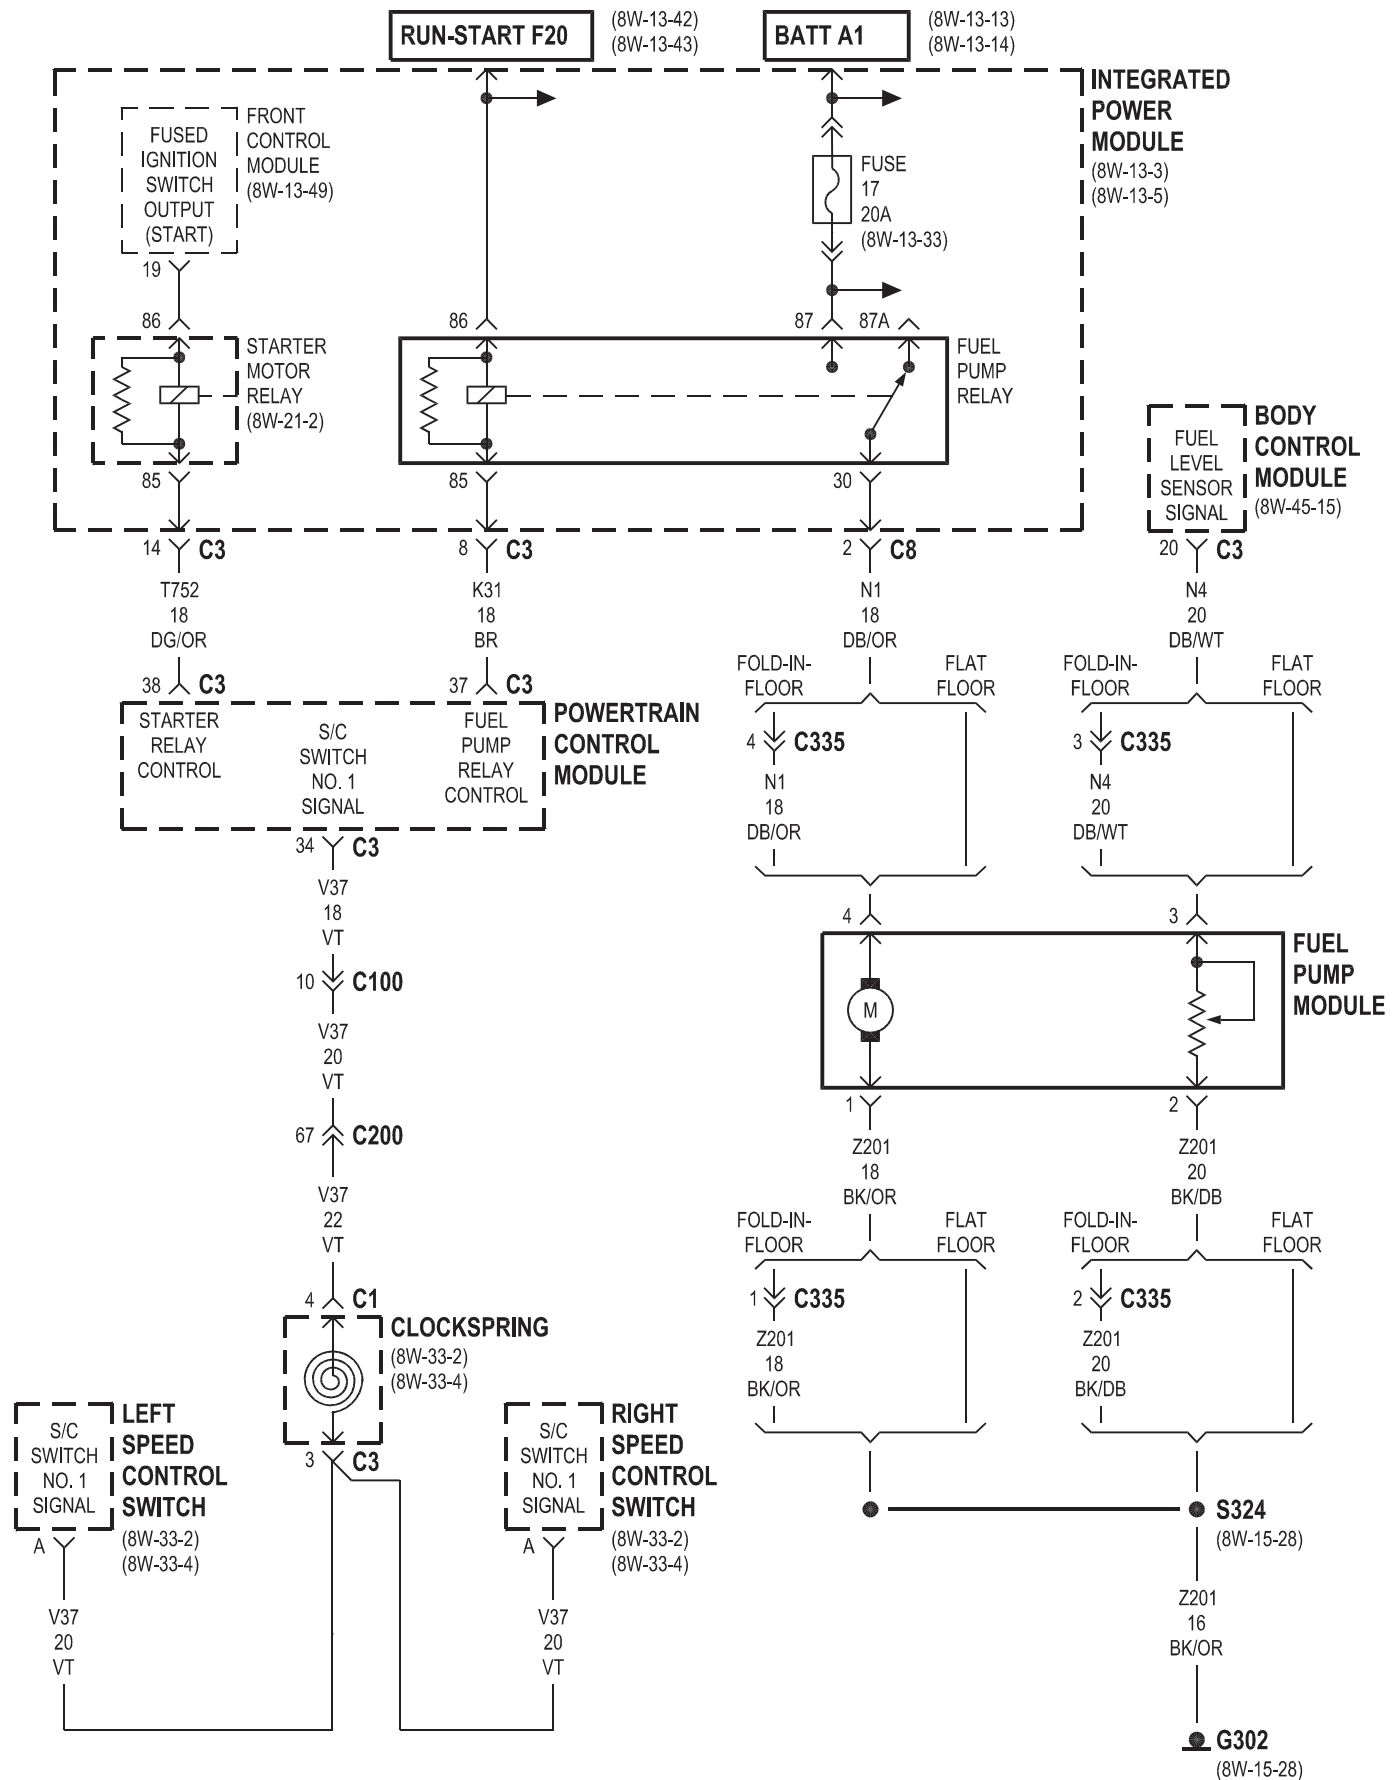 RUN-START F20
(8W-13-42)
(8W-13-43)
BATT A1
(8W-13-13)
(8W-13-14)
INTEGRATED
POWER
MODULE
(8W-13-3)
(8W-13-5)
FUSED
IGNITION
SWITCH
OUTPUT
(START)
FRONT
CONTROL
MODULE
(8W-13-49)
19
FUSE
17
20A
(8W-13-33)
86
STARTER
MOTOR
RELAY
(8W-21-2)
85
86
87
87A
FUEL
PUMP
RELAY
85
30
FUEL
LEVEL
SENSOR
SIGNAL
BODY
CONTROL
MODULE
(8W-45-15)
14
C3
8
C3
2
C8
20
C3
T752
18
DG/OR
K31
18
BR
N1
18
DB/OR
N4
20
DB/WT
38
C3
37
C3
STARTER
RELAY
CONTROL
S/C
SWITCH
NO. 1
SIGNAL
FUEL
PUMP
RELAY
CONTROL
POWERTRAIN
CONTROL
MODULE
34
C3
V37
18
VT
10
C100
V37
20
VT
67
C200
V37
22
VT
4
C1
CLOCKSPRING
(8W-33-2)
(8W-33-4)
3
C3
S/C
SWITCH
NO. 1
SIGNAL
LEFT
SPEED
CONTROL
SWITCH
(8W-33-2)
(8W-33-4)
A
V37
20
VT
S/C
SWITCH
NO. 1
SIGNAL
RIGHT
SPEED
CONTROL
SWITCH
(8W-33-2)
(8W-33-4)
A
V37
20
VT
FOLD-IN-
FLOOR
FLAT
FLOOR
4
C335
N1
18
DB/OR
FOLD-IN-
FLOOR
FLAT
FLOOR
3
C335
N4
20
DB/WT
4
3
M
FUEL
PUMP
MODULE
1
2
Z201
18
BK/OR
Z201
20
BK/DB
FOLD-IN-
FLOOR
FLAT
FLOOR
1
C335
Z201
18
BK/OR
FOLD-IN-
FLOOR
FLAT
FLOOR
2
C335
Z201
20
BK/DB
S324
(8W-15-28)
Z201
16
BK/OR
G302
(8W-15-28)